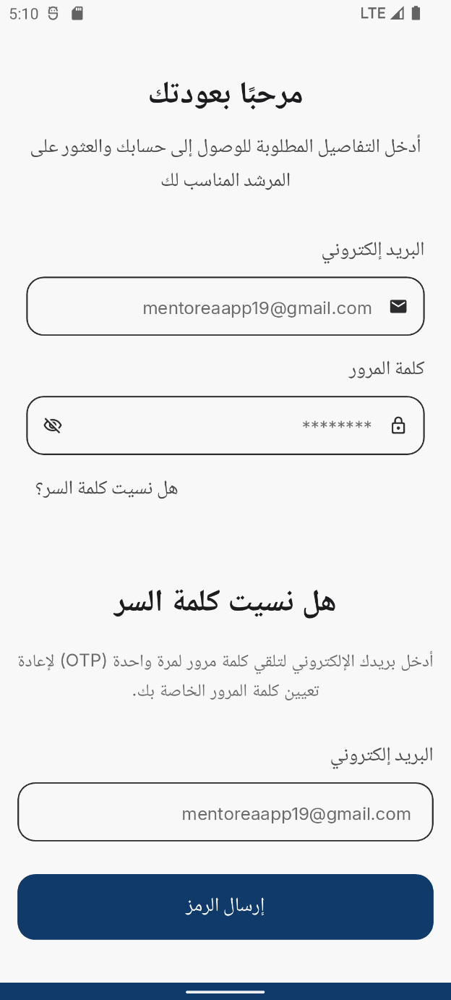 5:10 LTE
مرحبًا بعودتك
أدخل التفاصيل المطلوبة للوصول إلى حسابك والعثور على
المرشد المناسب لك
البريد إلكتروني
mentoreaapp19@gmail.com
كلمة المرور
********
هل نسيت كلمة السر؟
هل نسيت كلمة السر
أدخل بريدك الإلكتروني لتلقي كلمة مرور لمرة واحدة (OTP) لإعادة
تعيين كلمة المرور الخاصة بك.
البريد إلكتروني
mentoreaapp19@gmail.com
إرسال الرمز